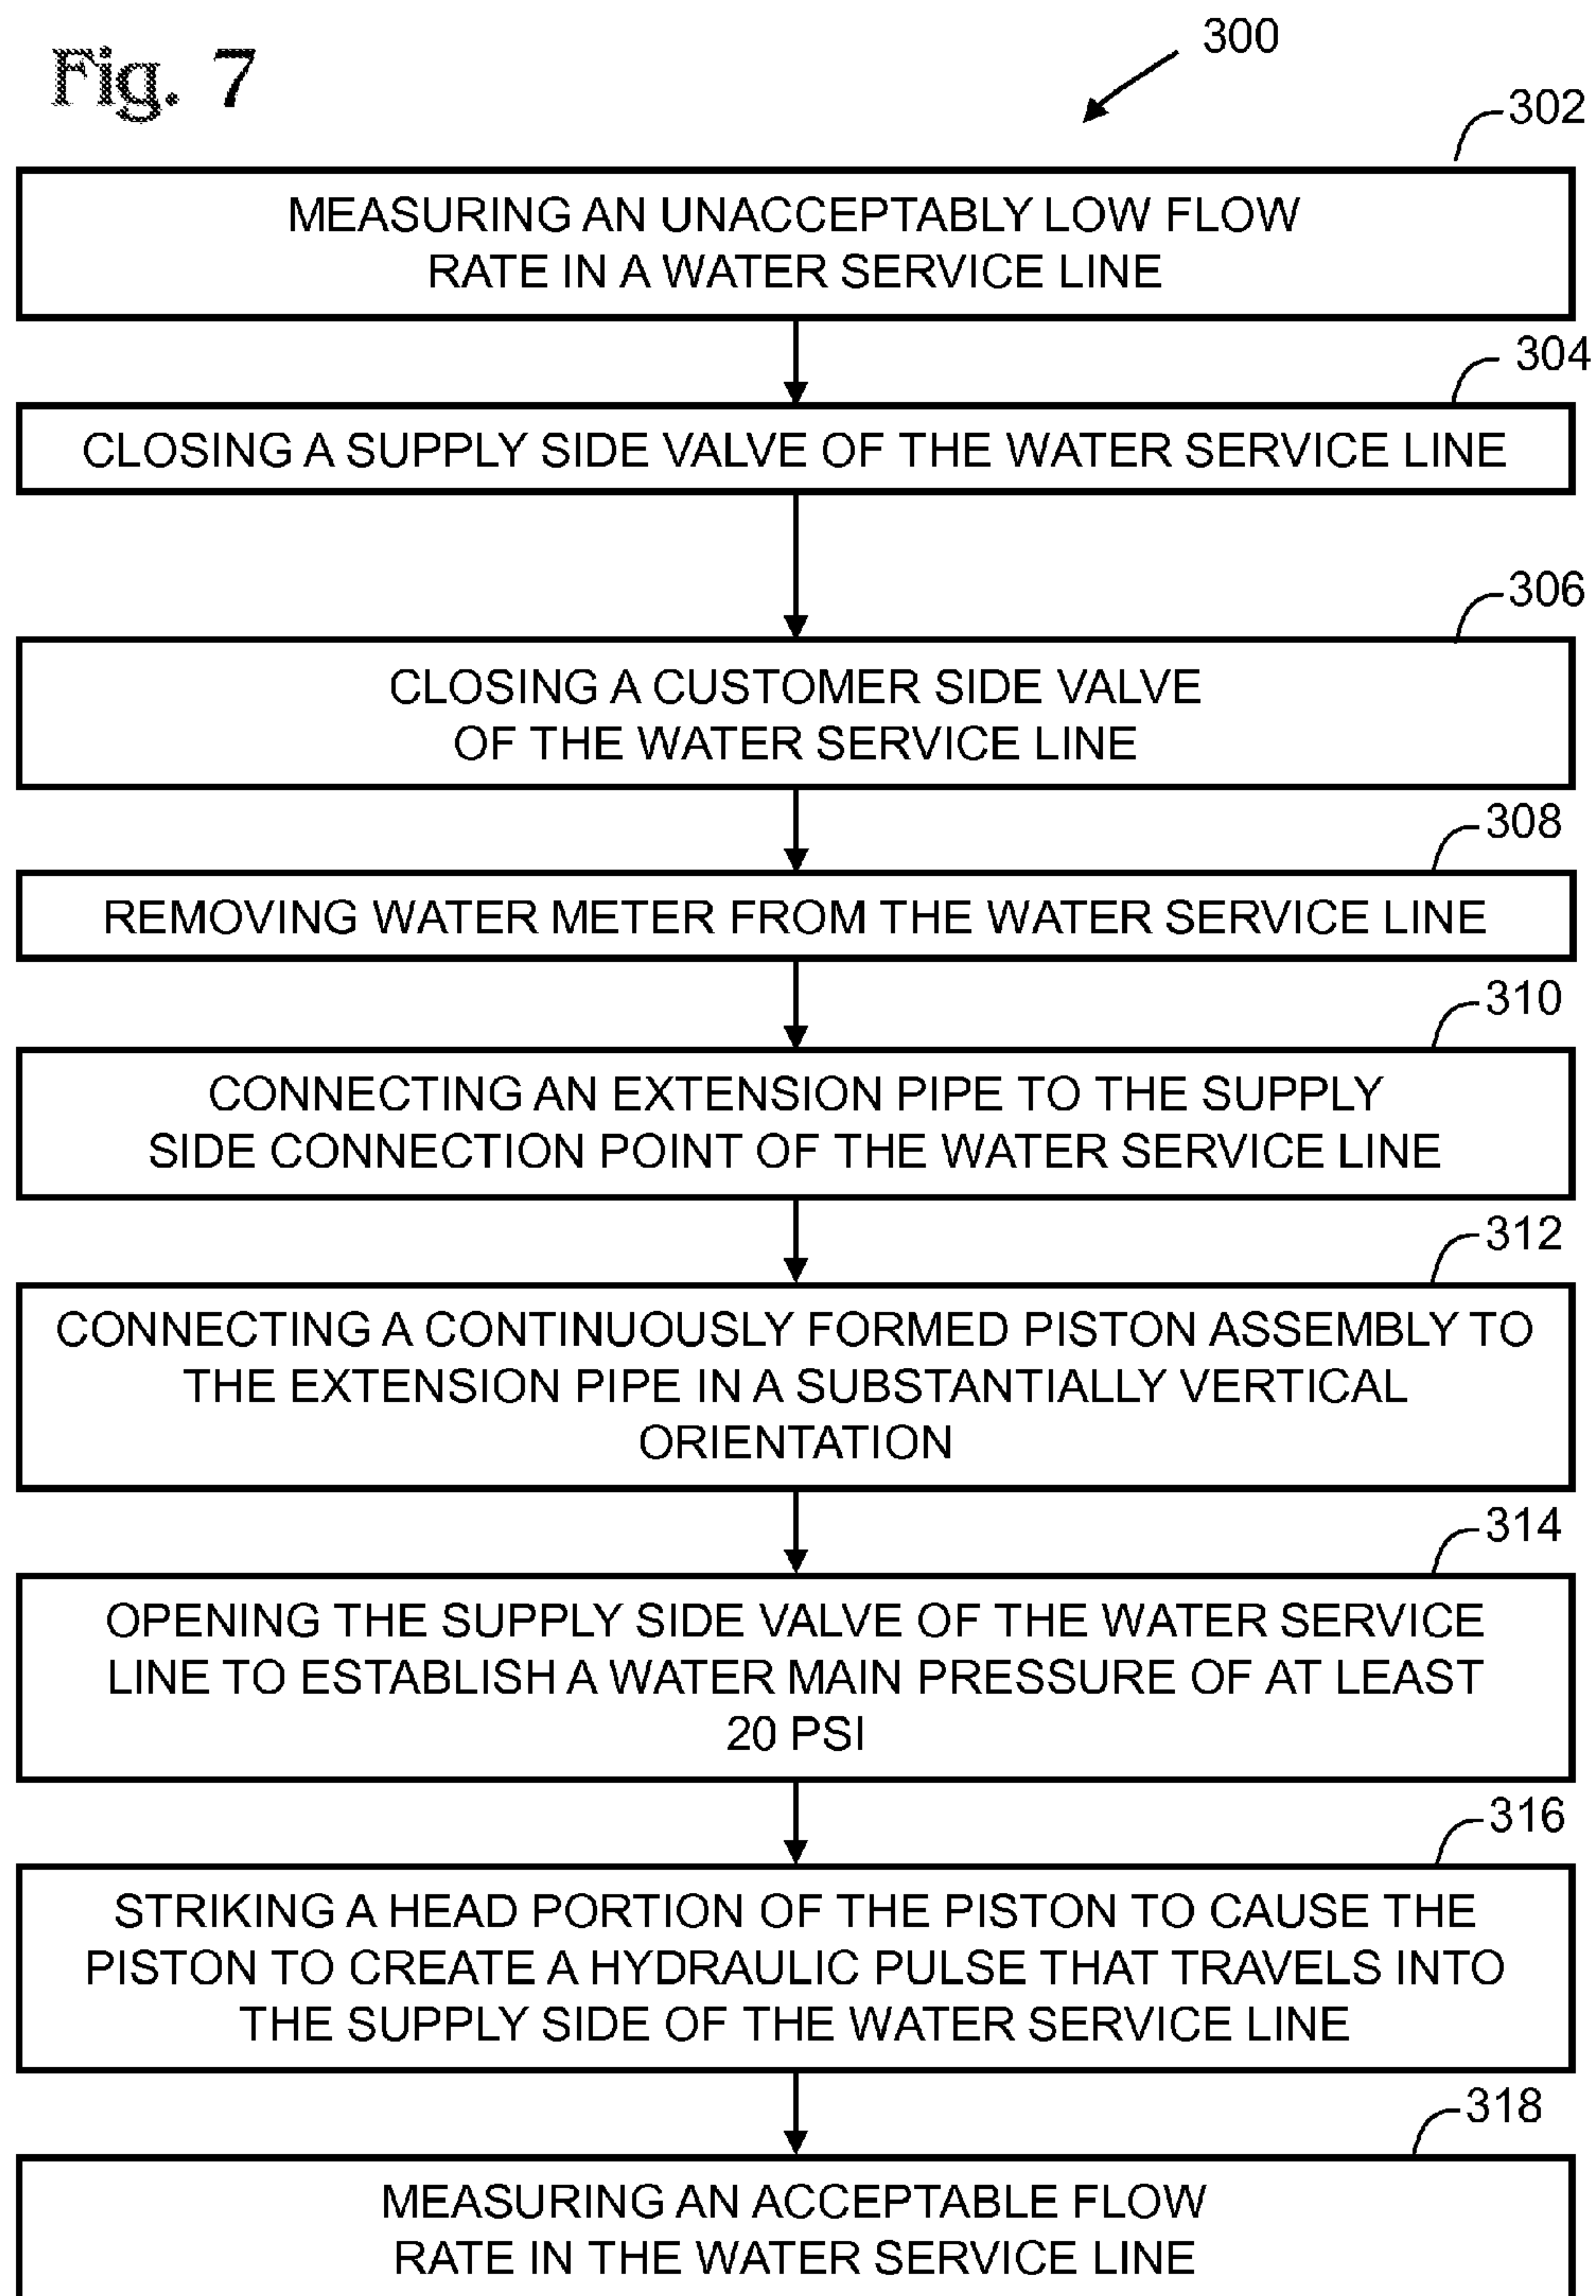 Fig. 7
300
302
MEASURING AN UNACCEPTABLY LOW FLOW
RATE IN A WATER SERVICE LINE
304
CLOSING A SUPPLY SIDE VALVE OF THE WATER SERVICE LINE
306
CLOSING A CUSTOMER SIDE VALVE
OF THE WATER SERVICE LINE
308
REMOVING WATER METER FROM THE WATER SERVICE LINE
310
CONNECTING AN EXTENSION PIPE TO THE SUPPLY
SIDE CONNECTION POINT OF THE WATER SERVICE LINE
312
CONNECTING A CONTINUOUSLY FORMED PISTON ASSEMBLY TO
THE EXTENSION PIPE IN A SUBSTANTIALLY VERTICAL
ORIENTATION
314
OPENING THE SUPPLY SIDE VALVE OF THE WATER SERVICE
LINE TO ESTABLISH A WATER MAIN PRESSURE OF AT LEAST
20 PSI
316
STRIKING A HEAD PORTION OF THE PISTON TO CAUSE THE
PISTON TO CREATE A HYDRAULIC PULSE THAT TRAVELS INTO
THE SUPPLY SIDE OF THE WATER SERVICE LINE
318
MEASURING AN ACCEPTABLE FLOW
RATE IN THE WATER SERVICE LINE